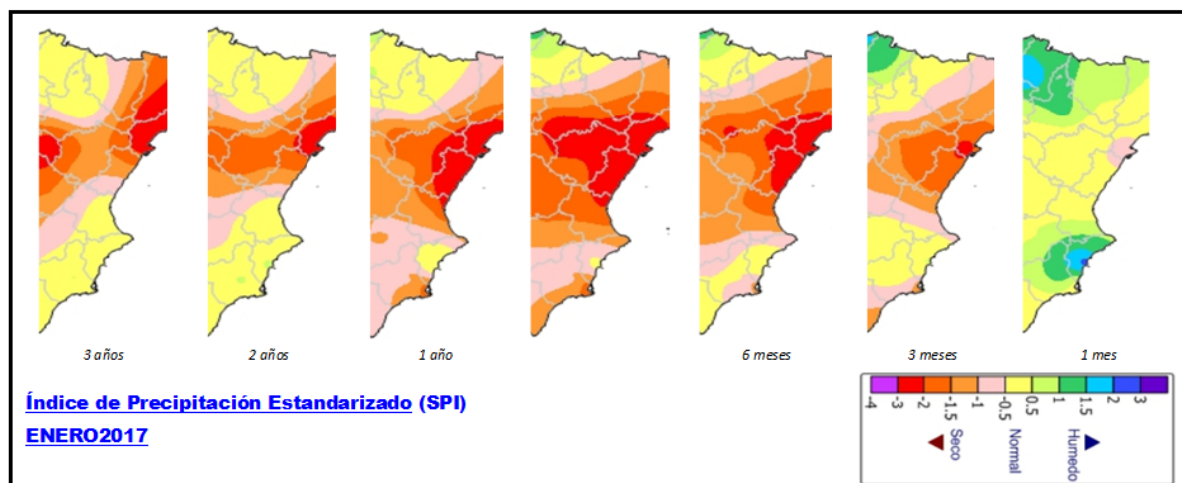 3 años 2 años 1 año 6 meses 3 meses 1 mes
Índice de Precipitación Estandarizado (SPI)
ENERO2017
-4 -3 -2 -1.5 -1 -0.5 0.5 1 1.5 2 3
Seco Normal Humedo